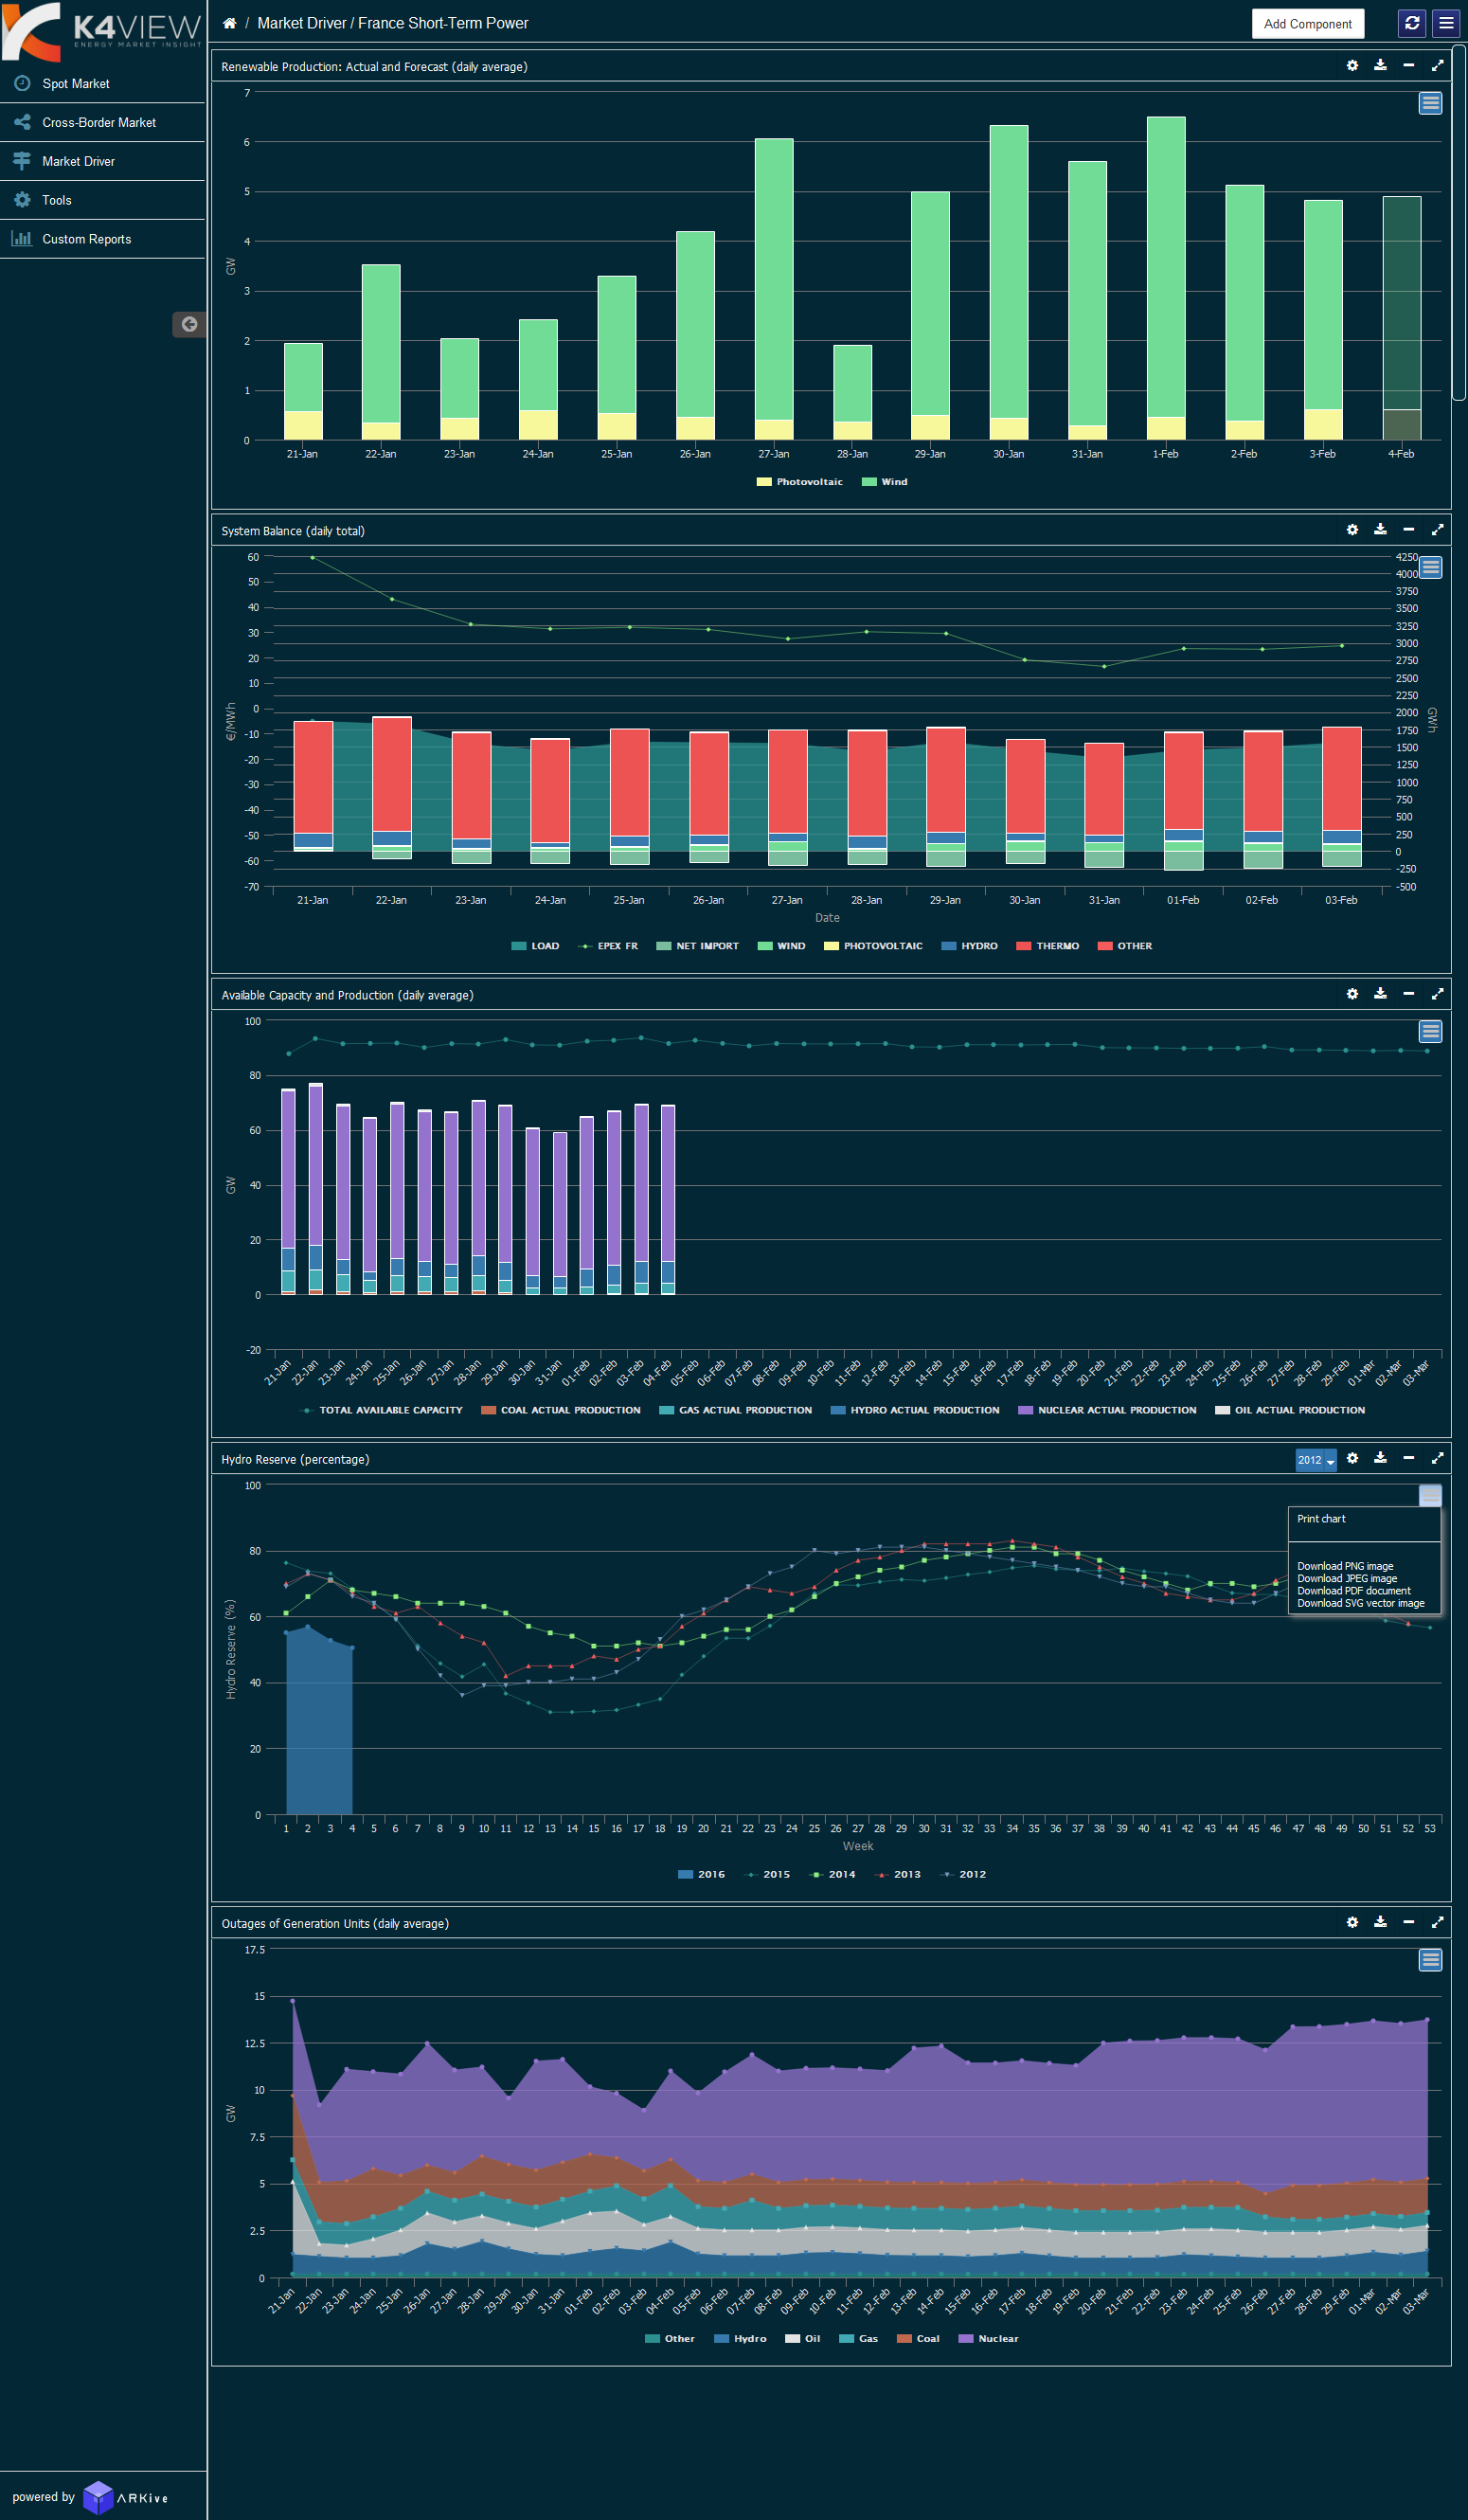 K4VIEW
ENERGY MARKET INSIGHT
Spot Market
Cross-Border Market
Market Driver
Tools
Custom Reports
powered by ARKive
/ Market Driver / France Short-Term Power
Add Component
Renewable Production: Actual and Forecast (daily average)
7
6
5
4
3
2
1
0
GW
21-Jan 22-Jan 23-Jan 24-Jan 25-Jan 26-Jan 27-Jan 28-Jan 29-Jan 30-Jan 31-Jan 1-Feb 2-Feb 3-Feb 4-Feb
Photovoltaic Wind
System Balance (daily total)
60
50
40
30
20
10
0
-10
-20
-30
-40
-50
-60
-70
€/MWh
4250
4000
3750
3500
3250
3000
2750
2500
2250
2000
1750
1500
1250
1000
750
500
250
0
-250
-500
GWh
21-Jan 22-Jan 23-Jan 24-Jan 25-Jan 26-Jan 27-Jan 28-Jan 29-Jan 30-Jan 31-Jan 01-Feb 02-Feb 03-Feb
Date
LOAD EPEX FR NET IMPORT WIND PHOTOVOLTAIC HYDRO THERMO OTHER
Available Capacity and Production (daily average)
100
80
60
40
20
0
-20
GW
21-Jan 22-Jan 23-Jan 24-Jan 25-Jan 26-Jan 27-Jan 28-Jan 29-Jan 30-Jan 31-Jan 01-Feb 02-Feb 03-Feb 04-Feb 05-Feb 06-Feb 07-Feb 08-Feb 09-Feb 10-Feb 11-Feb 12-Feb 13-Feb 14-Feb 15-Feb 16-Feb 17-Feb 18-Feb 19-Feb 20-Feb 21-Feb 22-Feb 23-Feb 24-Feb 25-Feb 26-Feb 27-Feb 28-Feb 29-Feb 01-Mar 02-Mar 03-Mar
TOTAL AVAILABLE CAPACITY COAL ACTUAL PRODUCTION GAS ACTUAL PRODUCTION HYDRO ACTUAL PRODUCTION NUCLEAR ACTUAL PRODUCTION OIL ACTUAL PRODUCTION
Hydro Reserve (percentage)
2012
Print chart
Download PNG image
Download JPEG image
Download PDF document
Download SVG vector image
100
80
60
40
20
0
Hydro Reserve (%)
1 2 3 4 5 6 7 8 9 10 11 12 13 14 15 16 17 18 19 20 21 22 23 24 25 26 27 28 29 30 31 32 33 34 35 36 37 38 39 40 41 42 43 44 45 46 47 48 49 50 51 52 53
Week
2016 2015 2014 2013 2012
Outages of Generation Units (daily average)
17.5
15
12.5
10
7.5
5
2.5
0
GW
21-Jan 22-Jan 23-Jan 24-Jan 25-Jan 26-Jan 27-Jan 28-Jan 29-Jan 30-Jan 31-Jan 01-Feb 02-Feb 03-Feb 04-Feb 05-Feb 06-Feb 07-Feb 08-Feb 09-Feb 10-Feb 11-Feb 12-Feb 13-Feb 14-Feb 15-Feb 16-Feb 17-Feb 18-Feb 19-Feb 20-Feb 21-Feb 22-Feb 23-Feb 24-Feb 25-Feb 26-Feb 27-Feb 28-Feb 29-Feb 01-Mar 02-Mar 03-Mar
Other Hydro Oil Gas Coal Nuclear